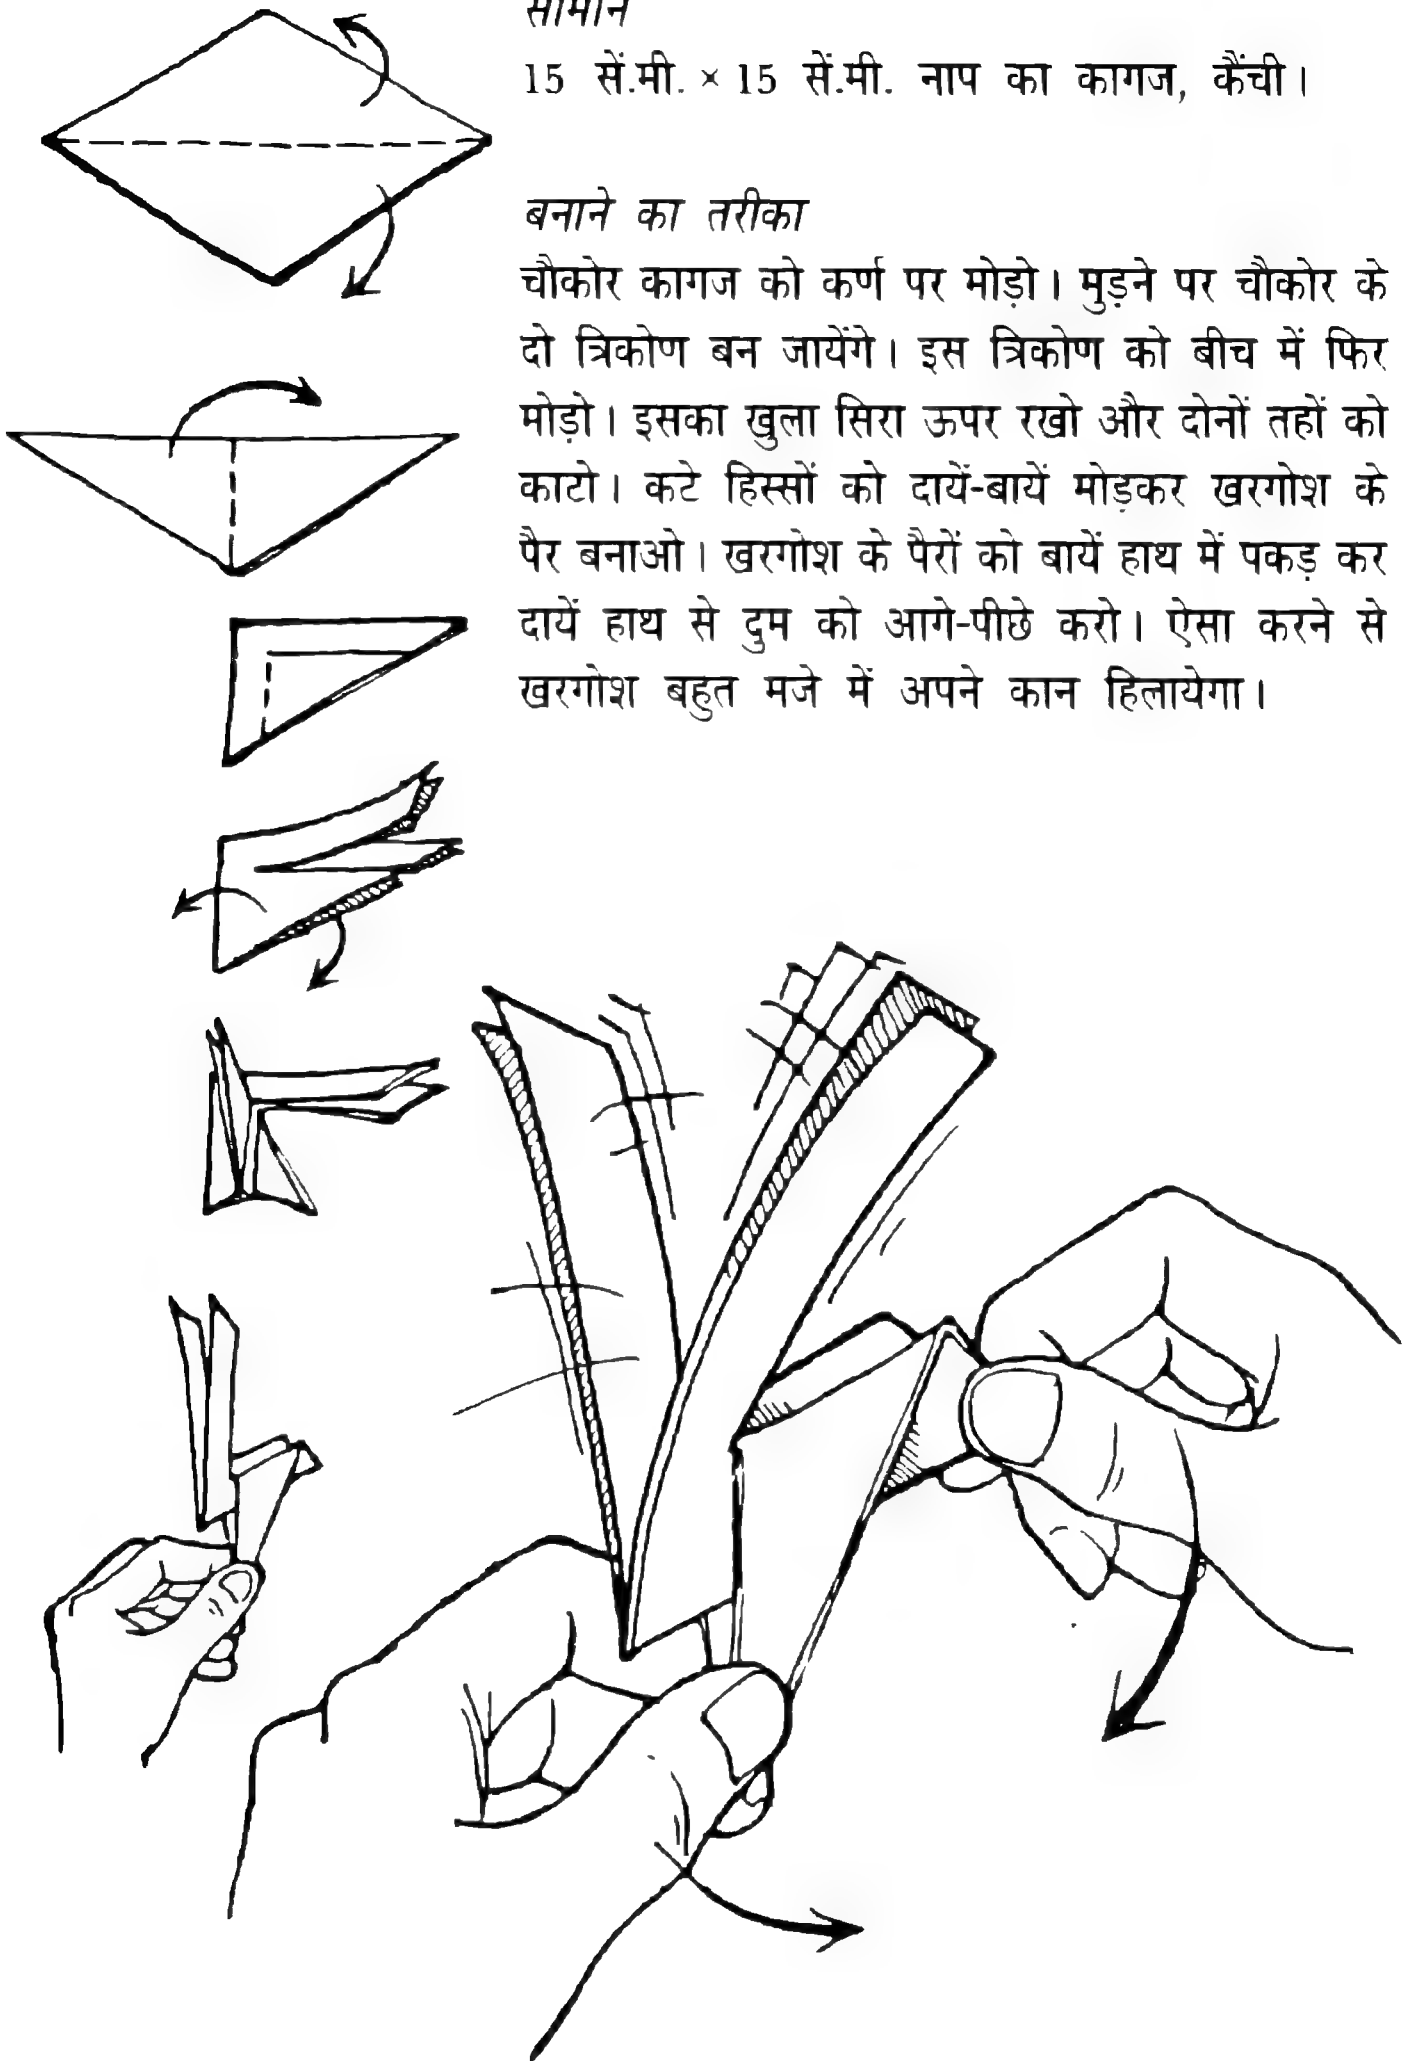 सामान
15 सें.मी. × 15 सें.मी. नाप का कागज, कैंची।
बनाने का तरीका
चौकोर कागज को कर्ण पर मोड़ो। मुड़ने पर चौकोर के
दो त्रिकोण बन जायेंगे। इस त्रिकोण को बीच में फिर
मोड़ो। इसका खुला सिरा ऊपर रखो और दोनों तहों को
काटो। कटे हिस्सों को दायें-बायें मोड़कर खरगोश के
पैर बनाओ। खरगोश के पैरों को बायें हाथ में पकड़ कर
दायें हाथ से दुम को आगे-पीछे करो। ऐसा करने से
खरगोश बहुत मजे में अपने कान हिलायेगा।